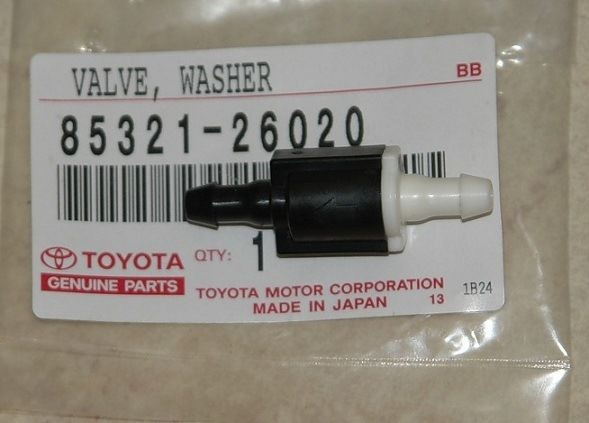 VALVE, WASHER BB
85321-26020
TOYOTA QTY: 1
GENUINE PARTS
TOYOTA MOTOR CORPORATION
MADE IN JAPAN 13 1B24